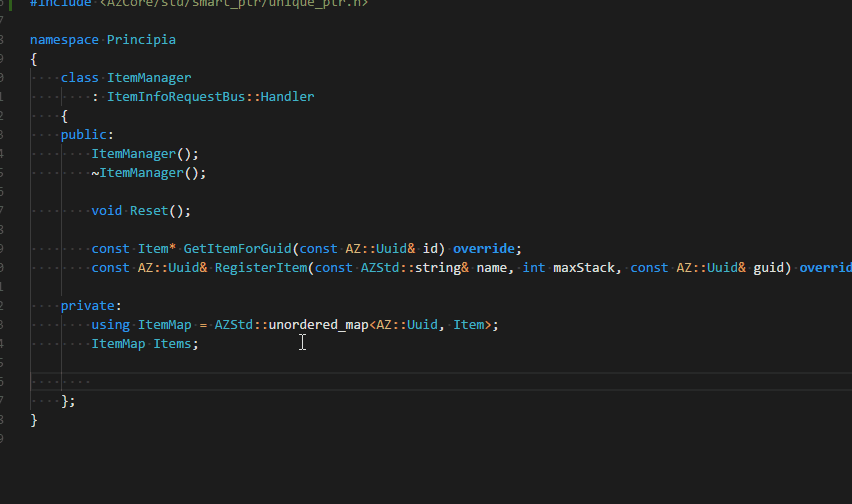 #include <AZCore/std/smart_ptr/unique_ptr.h>
namespace Principia
{
class ItemManager
: ItemInfoRequestBus::Handler
{
public:
ItemManager();
~ItemManager();
void Reset();
const Item* GetItemForGuid(const AZ::Uuid& id) override;
const AZ::Uuid& RegisterItem(const AZStd::string& name, int maxStack, const AZ::Uuid& guid) overrid
private:
using ItemMap = AZStd::unordered_map<AZ::Uuid, Item>;
ItemMap Items;
};
}